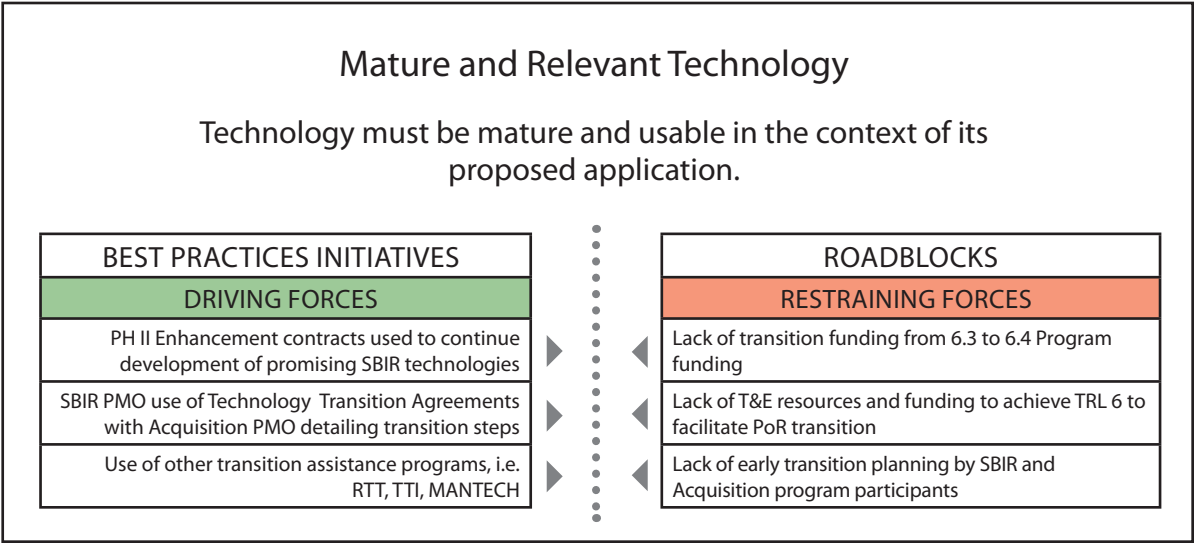 Mature and Relevant Technology
Technology must be mature and usable in the context of its
proposed application.
BEST PRACTICES INITIATIVES
DRIVING FORCES
PH II Enhancement contracts used to continue
development of promising SBIR technologies
SBIR PMO use of Technology Transition Agreements
with Acquisition PMO detailing transition steps
Use of other transition assistance programs, i.e.
RTT, TTI, MANTECH
ROADBLOCKS
RESTRAINING FORCES
Lack of transition funding from 6.3 to 6.4 Program
funding
Lack of T&E resources and funding to achieve TRL 6 to
facilitate PoR transition
Lack of early transition planning by SBIR and
Acquisition program participants